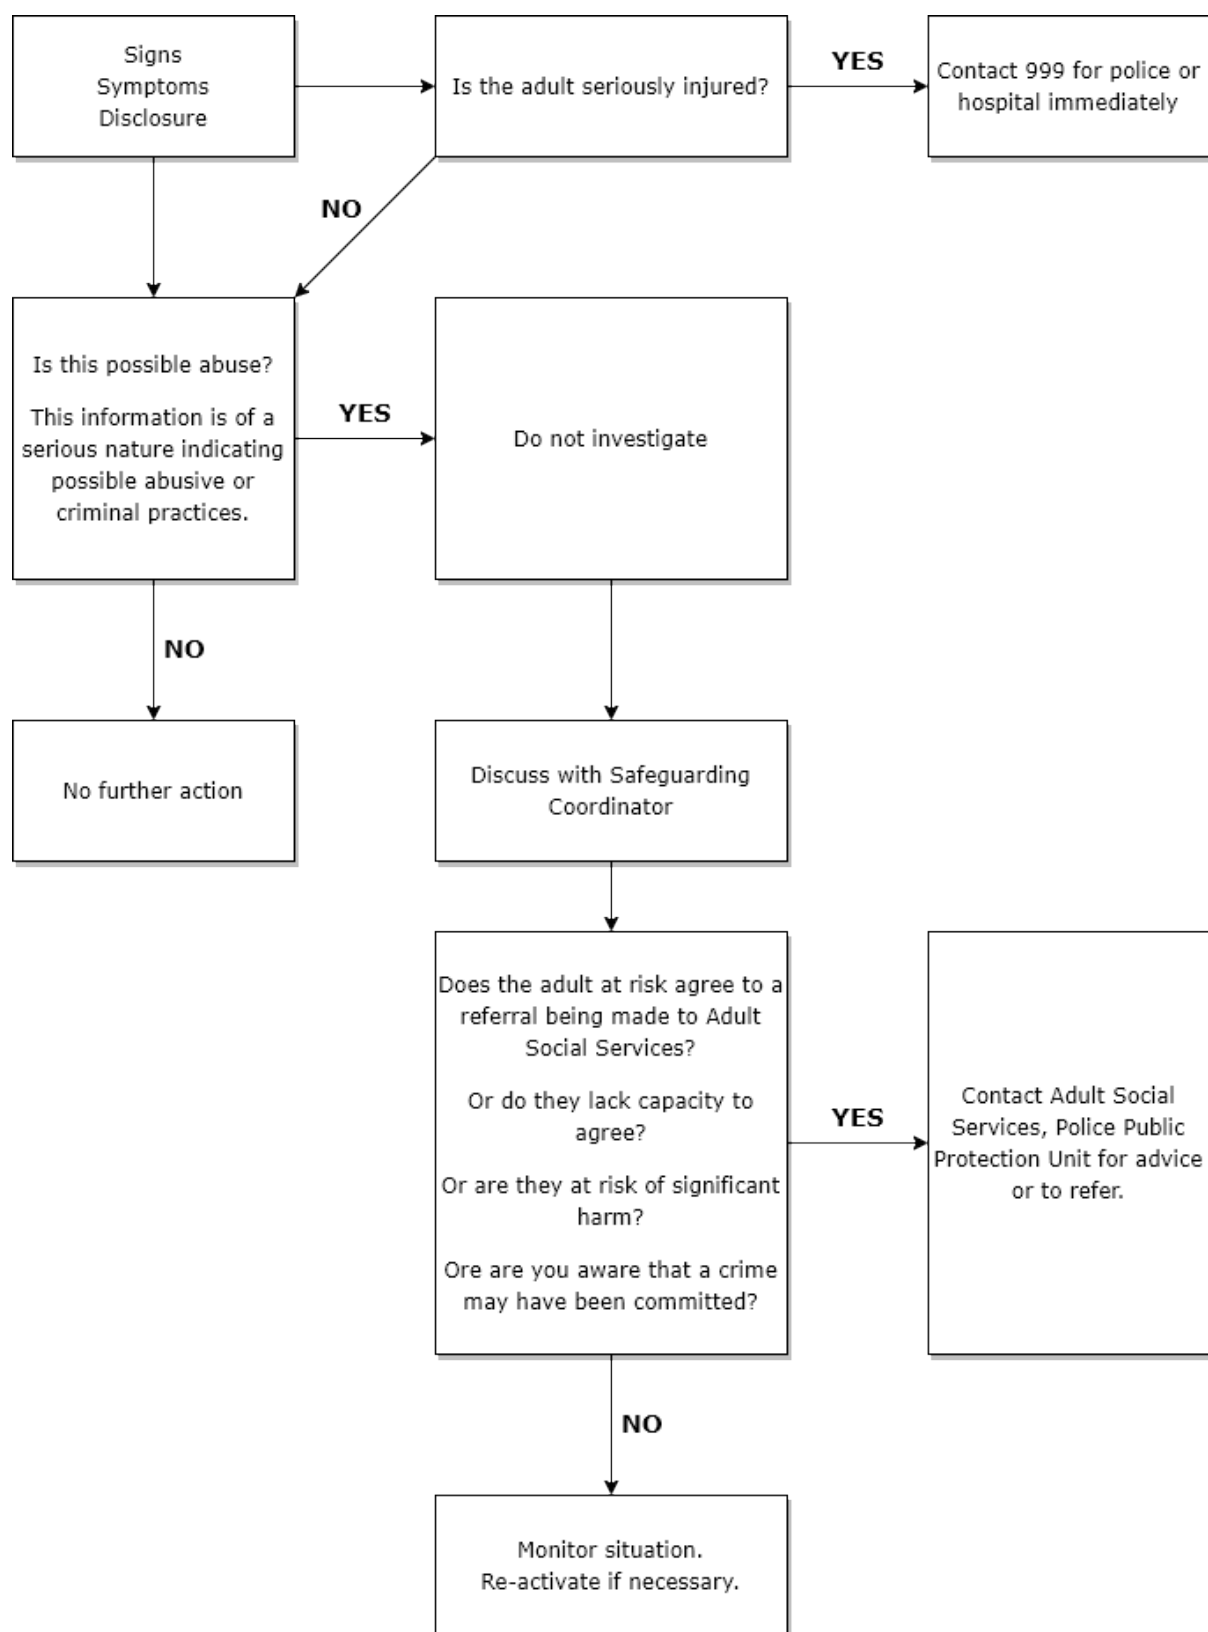 Signs
Symptoms
Disclosure
Is the adult seriously injured?
YES
Contact 999 for police or
hospital immediately
NO
Is this possible abuse?
This information is of a
serious nature indicating
possible abusive or
criminal practices.
YES
Do not investigate
NO
No further action
Discuss with Safeguarding
Coordinator
Does the adult at risk agree to a
referral being made to Adult
Social Services?
Or do they lack capacity to
agree?
Or are they at risk of significant
harm?
Ore are you aware that a crime
may have been committed?
YES
Contact Adult Social
Services, Police Public
Protection Unit for advice
or to refer.
NO
Monitor situation.
Re-activate if necessary.